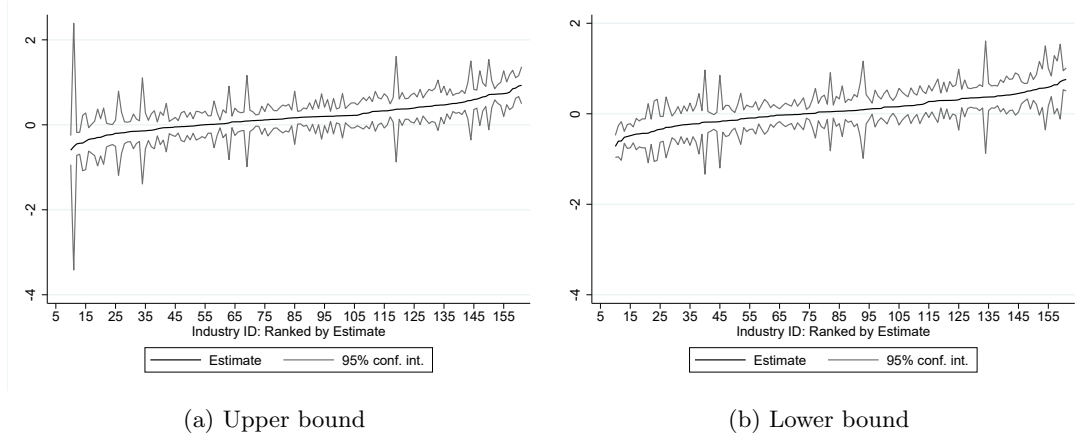 2
0
-2
-4
5 15 25 35 45 55 65 75 85 95 105 115 125 135 145 155
Industry ID: Ranked by Estimate
Estimate 95% conf. int.
(a) Upper bound
2
0
-2
-4
5 15 25 35 45 55 65 75 85 95 105 115 125 135 145 155
Industry ID: Ranked by Estimate
Estimate 95% conf. int.
(b) Lower bound